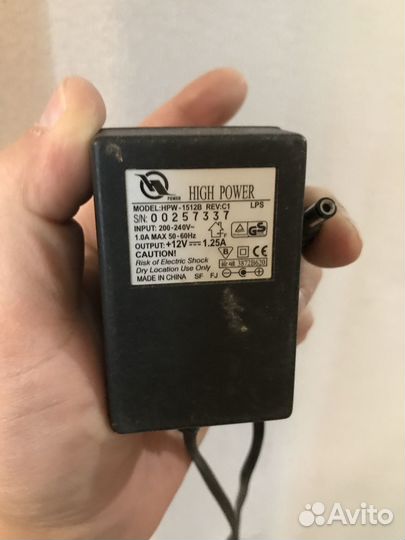 POWER
HIGH POWER
MODEL:HPW-1512B REV:C1 LPS
S/N: 00257337
INPUT: 200-240V~
1.0A MAX 50-60Hz
OUTPUT:+12V⎓1.25A
CAUTION!
Risk of Electric Shock
Dry Location Use Only
MADE IN CHINA SF FJ
Avito